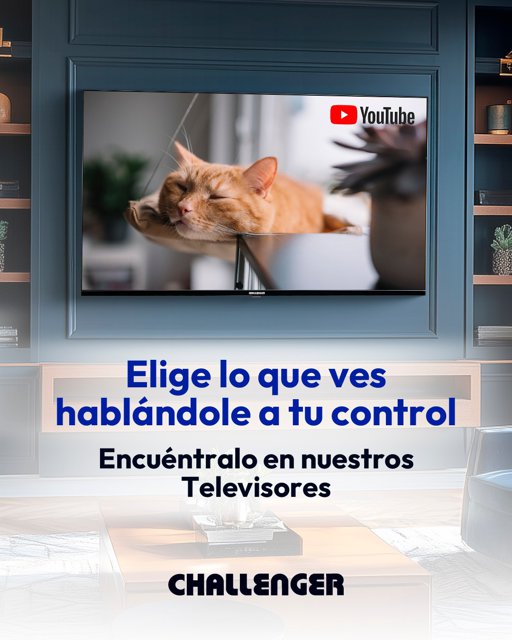 YouTube
Elige lo que ves
hablándole a tu control
Encuéntralo en nuestros
Televisores
CHALLENGER